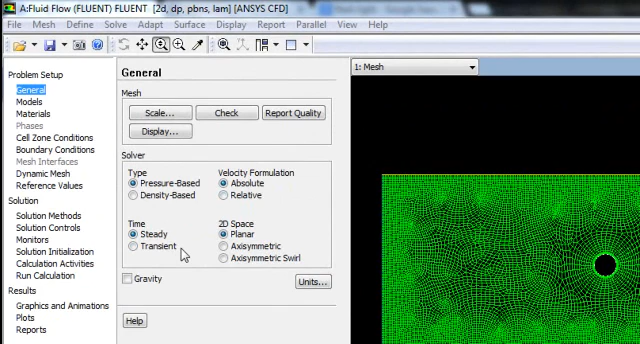 A:Fluid Flow (FLUENT) FLUENT [2d, dp, pbns, lam] [ANSYS CFD]
File Mesh Define Solve Adapt Surface Display Report Parallel View Help
Problem Setup
General
Models
Materials
Phases
Cell Zone Conditions
Boundary Conditions
Mesh Interfaces
Dynamic Mesh
Reference Values
Solution
Solution Methods
Solution Controls
Monitors
Solution Initialization
Calculation Activities
Run Calculation
Results
Graphics and Animations
Plots
Reports
General
Mesh
Scale... Check Report Quality
Display...
Solver
Type Velocity Formulation
Pressure-Based Absolute
Density-Based Relative
Time 2D Space
Steady Planar
Transient Axisymmetric
Axisymmetric Swirl
Gravity Units...
Help
1: Mesh